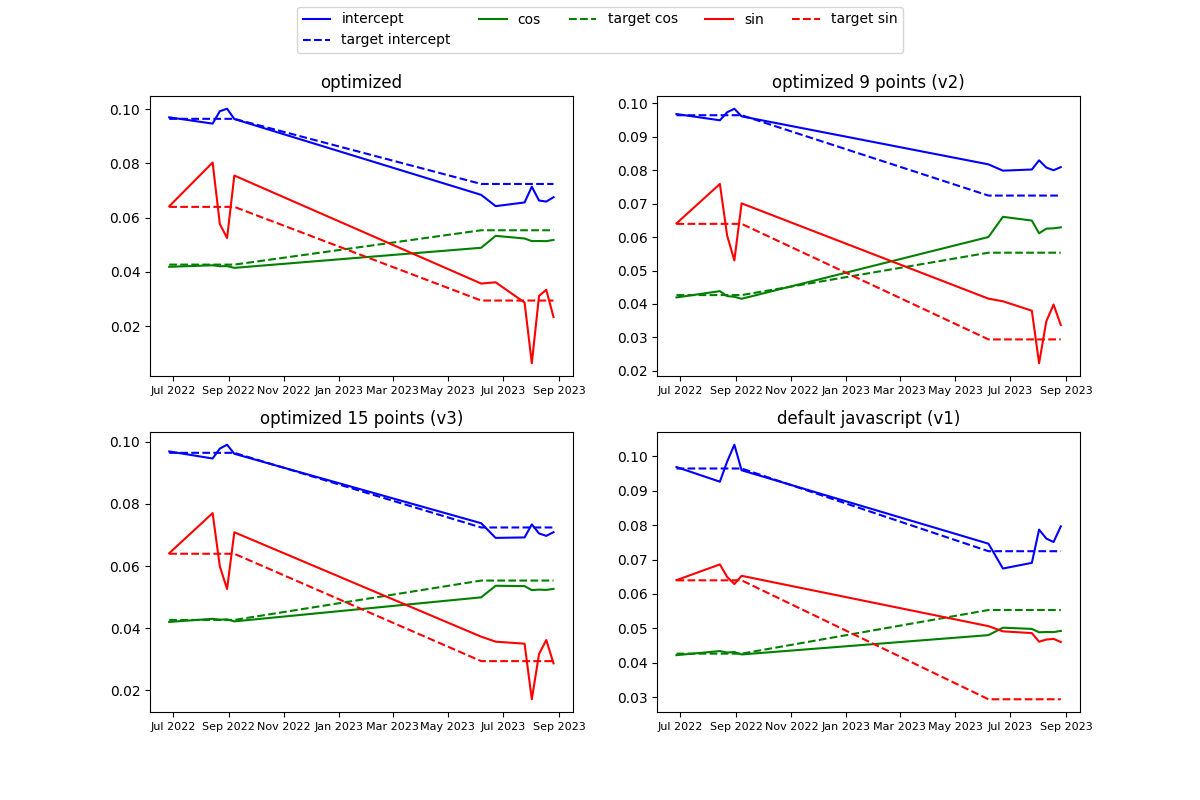 intercept cos target cos sin target sin
target intercept
optimized
0.10
0.08
0.06
0.04
0.02
Jul 2022 Sep 2022 Nov 2022 Jan 2023 Mar 2023 May 2023 Jul 2023 Sep 2023
optimized 9 points (v2)
0.10
0.09
0.08
0.07
0.06
0.05
0.04
0.03
0.02
Jul 2022 Sep 2022 Nov 2022 Jan 2023 Mar 2023 May 2023 Jul 2023 Sep 2023
optimized 15 points (v3)
0.10
0.08
0.06
0.04
0.02
Jul 2022 Sep 2022 Nov 2022 Jan 2023 Mar 2023 May 2023 Jul 2023 Sep 2023
default javascript (v1)
0.10
0.09
0.08
0.07
0.06
0.05
0.04
0.03
Jul 2022 Sep 2022 Nov 2022 Jan 2023 Mar 2023 May 2023 Jul 2023 Sep 2023